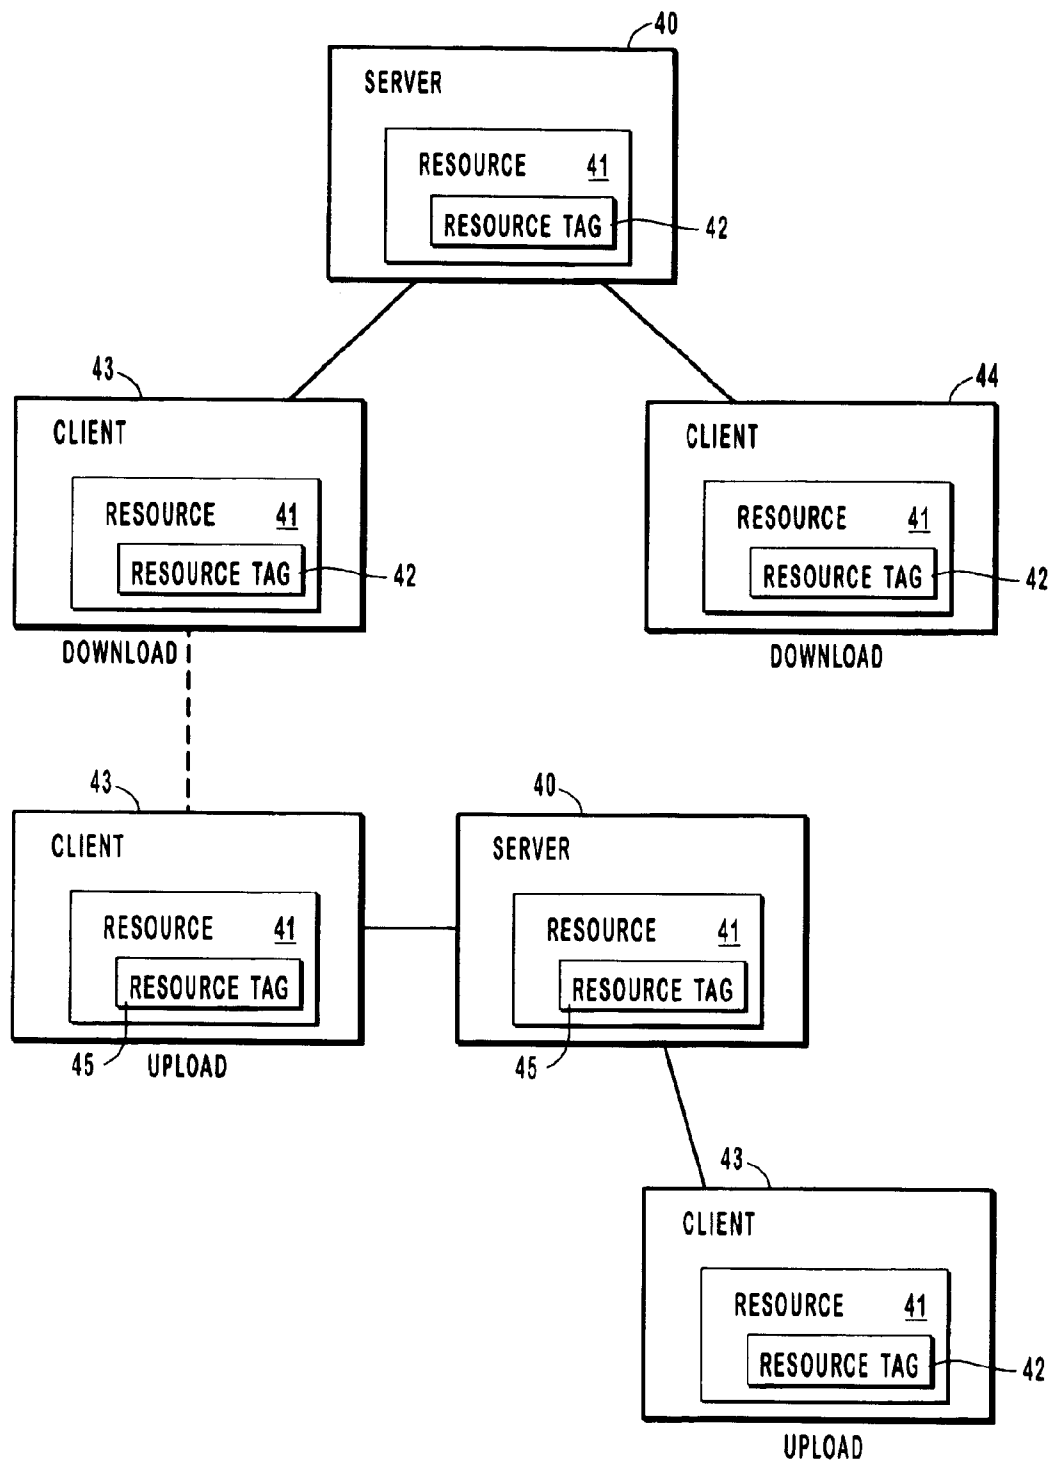 40
SERVER
RESOURCE 41
RESOURCE TAG 42
43
CLIENT
RESOURCE 41
RESOURCE TAG 42
DOWNLOAD
44
CLIENT
RESOURCE 41
RESOURCE TAG 42
DOWNLOAD
43
CLIENT
RESOURCE 41
RESOURCE TAG
45 UPLOAD
40
SERVER
RESOURCE 41
RESOURCE TAG
45
43
CLIENT
RESOURCE 41
RESOURCE TAG 42
UPLOAD